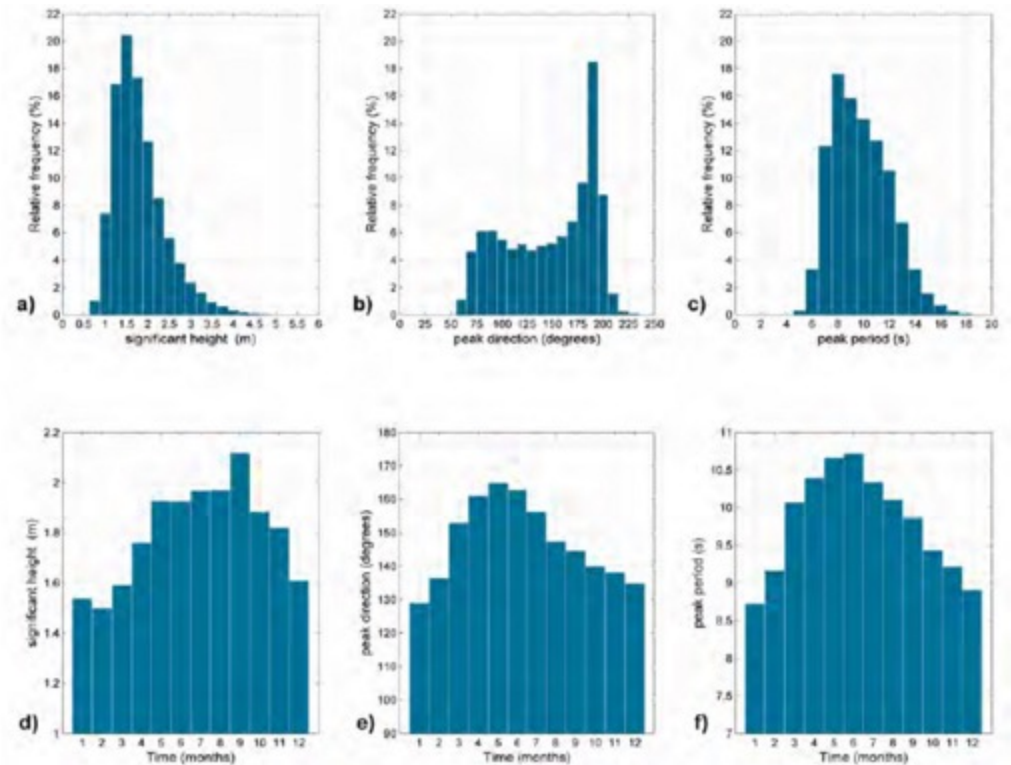 22
20
18
16
14
12
10
8
6
4
2
0
Relative frequency (%)
a)
0 0.5 1 1.5 2 2.5 3 3.5 4 4.5 5 5.5 6
significant height (m)
22
20
18
16
14
12
10
8
6
4
2
0
Relative frequency (%)
b)
0 25 50 75 100 125 150 175 200 225 250
peak direction (degrees)
22
20
18
16
14
12
10
8
6
4
2
0
Relative frequency (%)
c)
0 2 4 6 8 10 12 14 16 18 20
peak period (s)
2.2
2
1.8
1.6
1.4
1.2
1
significant height (m)
d)
1 2 3 4 5 6 7 8 9 10 11 12
Time (months)
180
170
160
150
140
130
120
110
100
90
peak direction (degrees)
e)
1 2 3 4 5 6 7 8 9 10 11 12
Time (months)
11
10.5
10
9.5
9
8.5
8
7.5
7
peak period (s)
f)
1 2 3 4 5 6 7 8 9 10 11 12
Time (months)